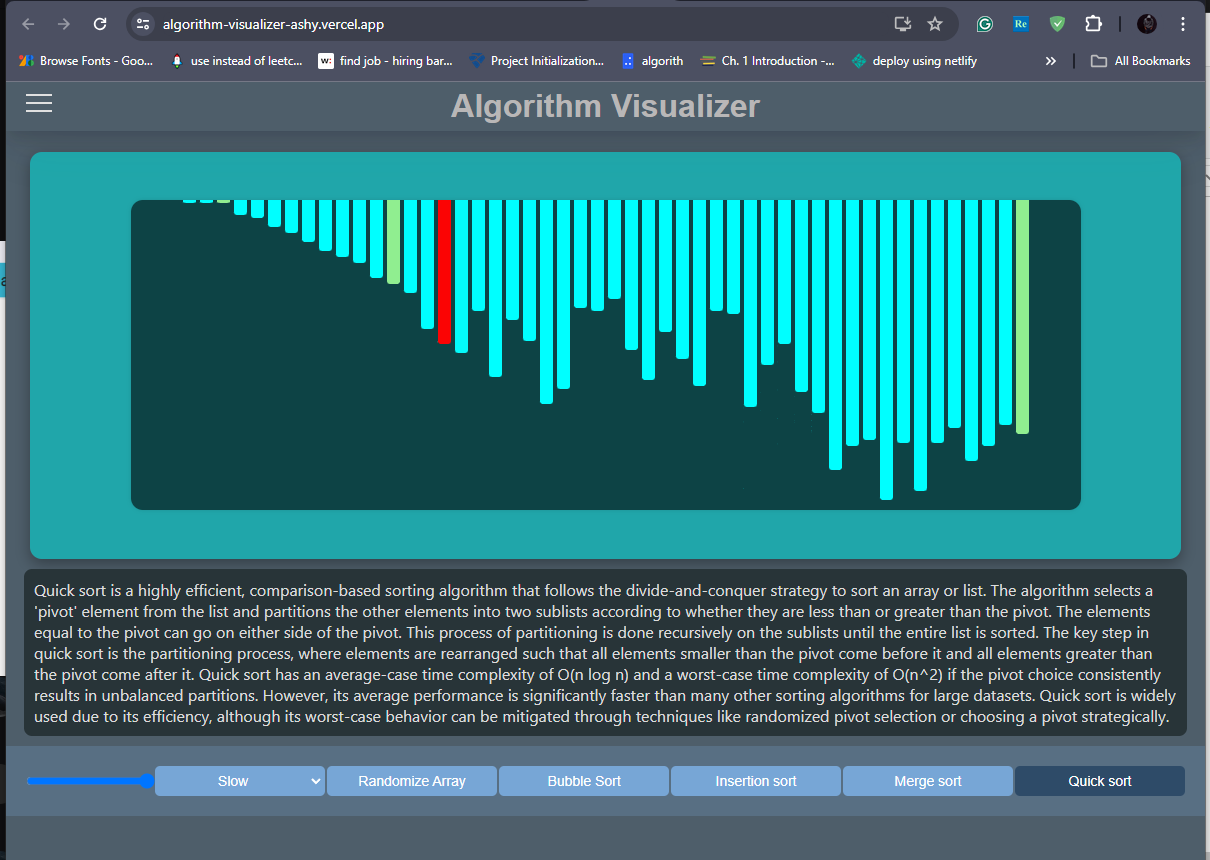 algorithm-visualizer-ashy.vercel.app
Browse Fonts - Goo... use instead of leetc... find job - hiring bar... Project Initialization... algorith Ch. 1 Introduction -... deploy using netlify » All Bookmarks
Algorithm Visualizer
Quick sort is a highly efficient, comparison-based sorting algorithm that follows the divide-and-conquer strategy to sort an array or list. The algorithm selects a
'pivot' element from the list and partitions the other elements into two sublists according to whether they are less than or greater than the pivot. The elements
equal to the pivot can go on either side of the pivot. This process of partitioning is done recursively on the sublists until the entire list is sorted. The key step in
quick sort is the partitioning process, where elements are rearranged such that all elements smaller than the pivot come before it and all elements greater than
the pivot come after it. Quick sort has an average-case time complexity of O(n log n) and a worst-case time complexity of O(n^2) if the pivot choice consistently
results in unbalanced partitions. However, its average performance is significantly faster than many other sorting algorithms for large datasets. Quick sort is widely
used due to its efficiency, although its worst-case behavior can be mitigated through techniques like randomized pivot selection or choosing a pivot strategically.
Slow Randomize Array Bubble Sort Insertion sort Merge sort Quick sort